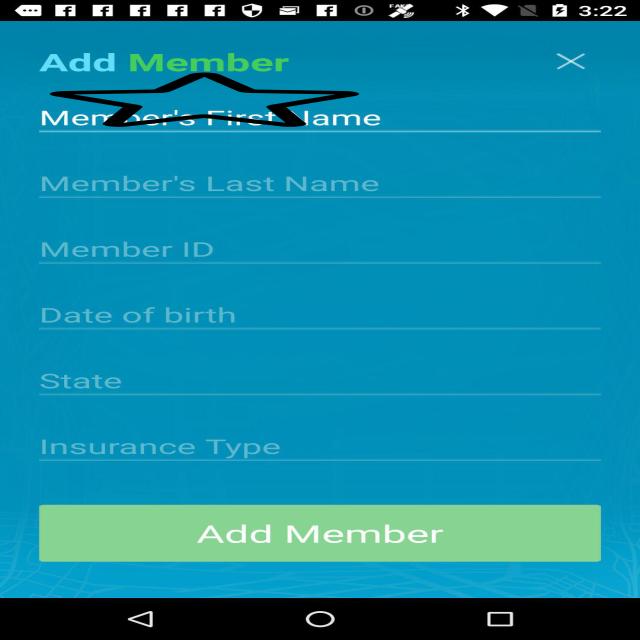 3:22
Add Member
Member's First Name
Member's Last Name
Member ID
Date of birth
State
Insurance Type
Add Member